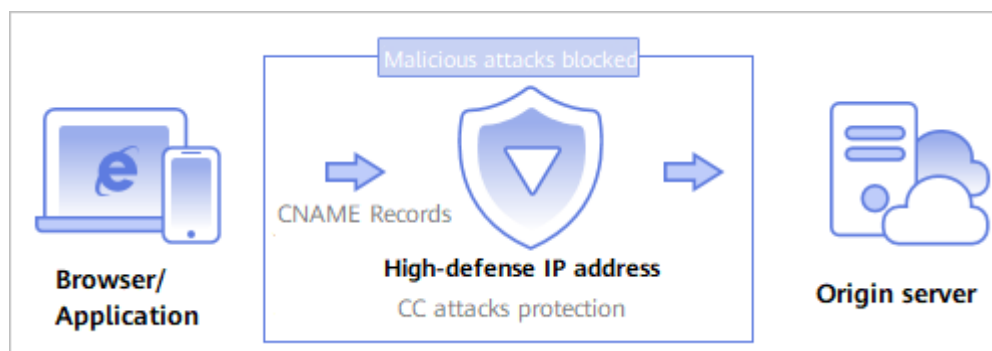 Malicious attacks blocked
CNAME Records
High-defense IP address
CC attacks protection
Browser/
Application
Origin server